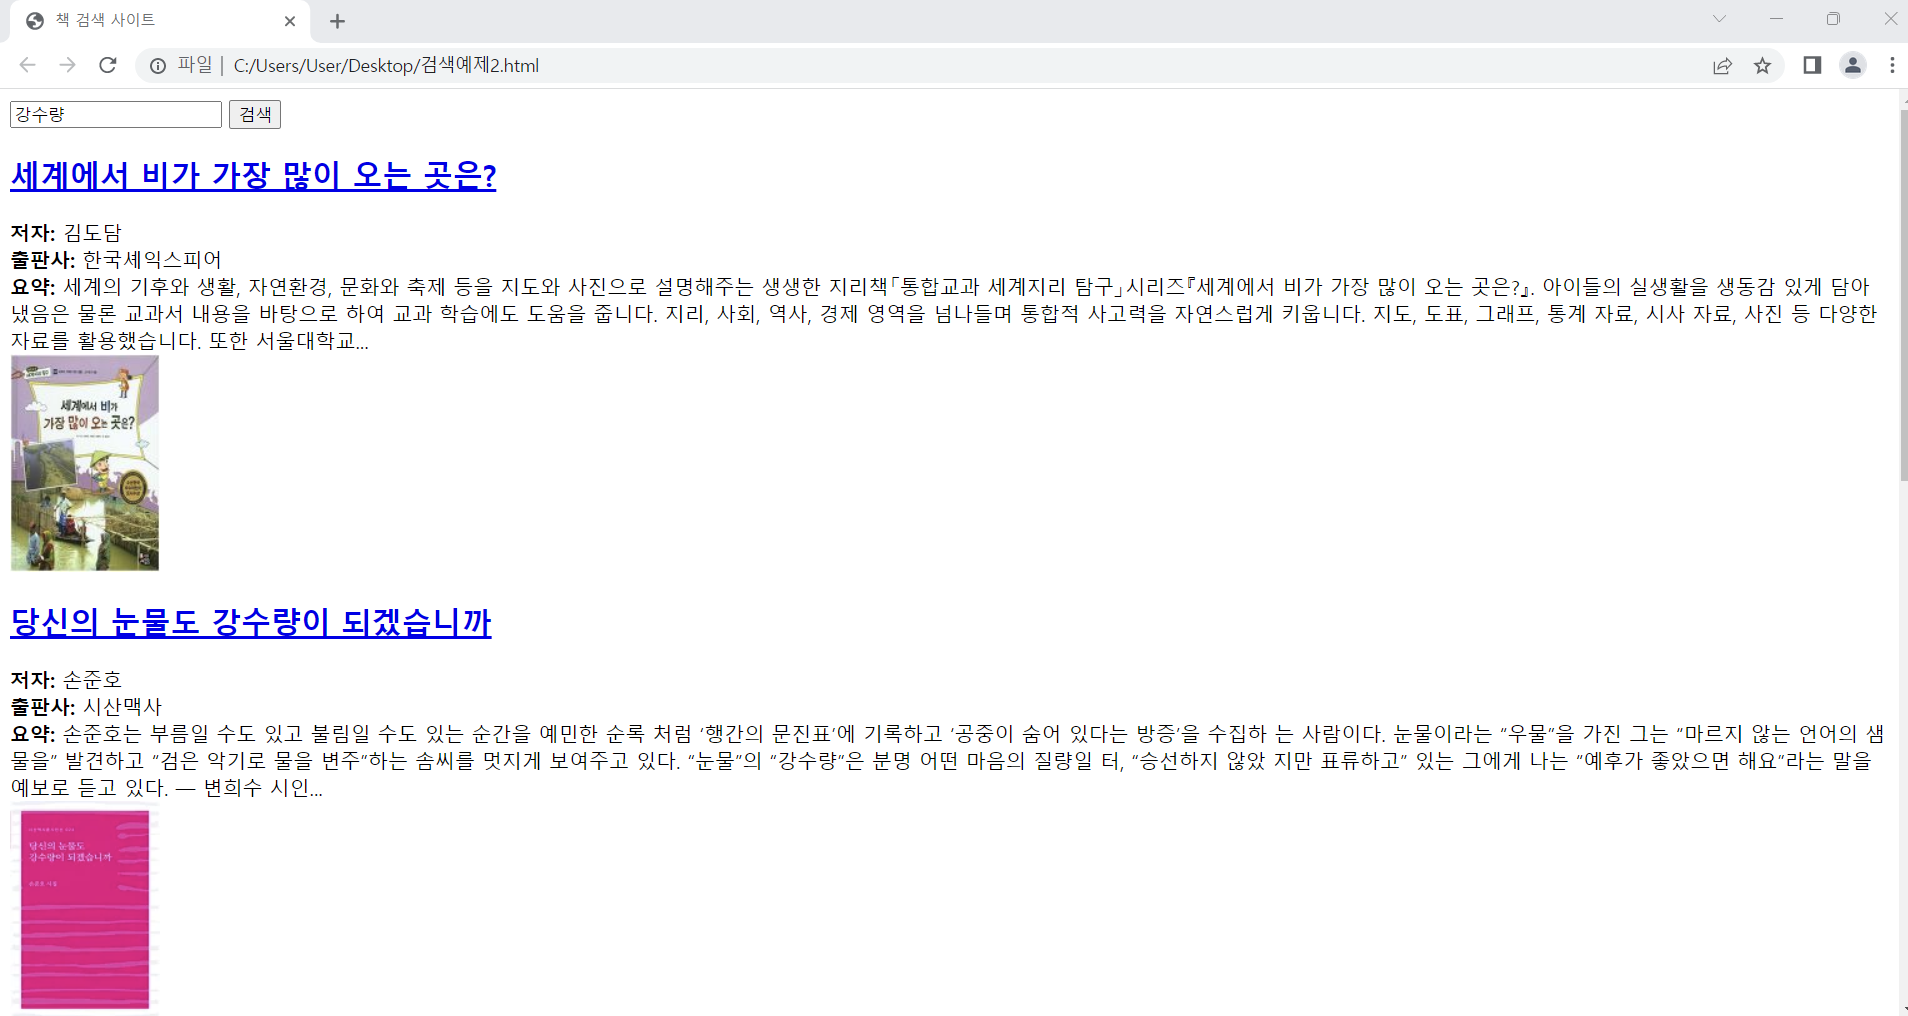 책 검색 사이트
파일 | C:/Users/User/Desktop/검색예제2.html
강수량 검색
세계에서 비가 가장 많이 오는 곳은?
저자: 김도담
출판사: 한국셰익스피어
요약: 세계의 기후와 생활, 자연환경, 문화와 축제 등을 지도와 사진으로 설명해주는 생생한 지리책「통합교과 세계지리 탐구」시리즈『세계에서 비가 가장 많이 오는 곳은?』. 아이들의 실생활을 생동감 있게 담아
냈음은 물론 교과서 내용을 바탕으로 하여 교과 학습에도 도움을 줍니다. 지리, 사회, 역사, 경제 영역을 넘나들며 통합적 사고력을 자연스럽게 키웁니다. 지도, 도표, 그래프, 통계 자료, 시사 자료, 사진 등 다양한
자료를 활용했습니다. 또한 서울대학교...
세계에서 비가
가장 많이 오는 곳은?
당신의 눈물도 강수량이 되겠습니까
저자: 손준호
출판사: 시산맥사
요약: 손준호는 부름일 수도 있고 불림일 수도 있는 순간을 예민한 순록 처럼 ‘행간의 문진표’에 기록하고 ‘공중이 숨어 있다는 방증’을 수집하 는 사람이다. 눈물이라는 “우물”을 가진 그는 “마르지 않는 언어의 샘
물을” 발견하고 “검은 악기로 물을 변주”하는 솜씨를 멋지게 보여주고 있다. “눈물”의 “강수량”은 분명 어떤 마음의 질량일 터, “승선하지 않았 지만 표류하고” 있는 그에게 나는 “예후가 좋았으면 해요”라는 말을
예보로 듣고 있다. — 변희수 시인...
당신의 눈물도
강수량이 되겠습니까
손준호 시집